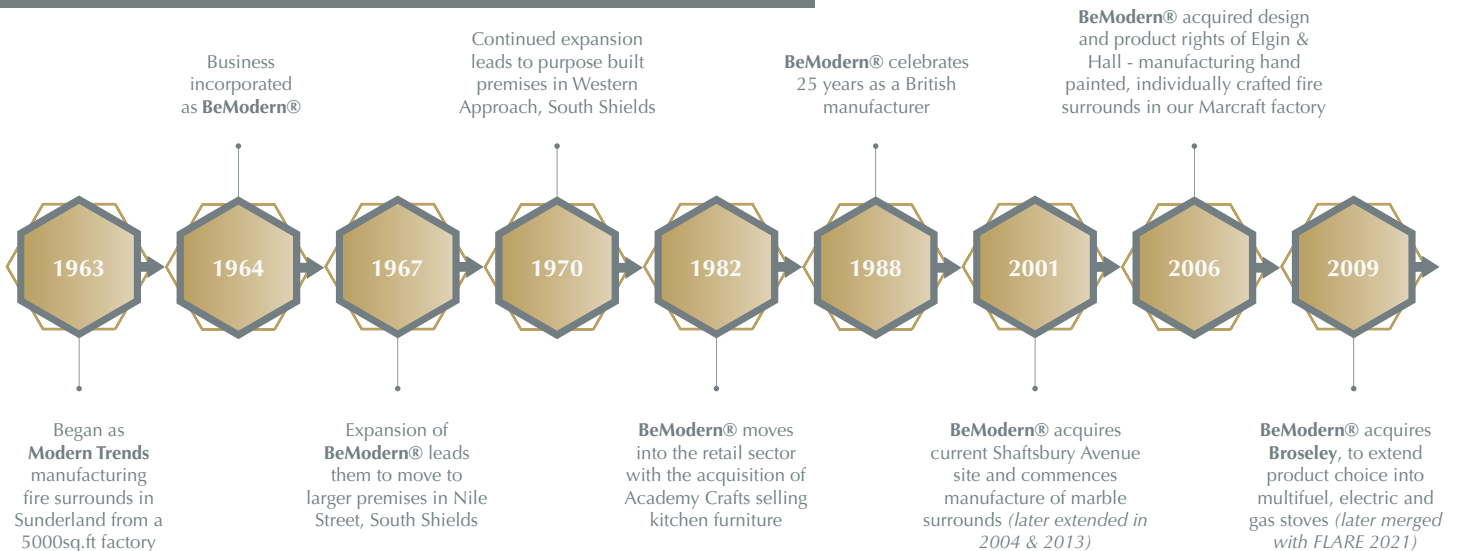 Business
incorporated
as BeModern®
Continued expansion
leads to purpose built
premises in Western
Approach, South Shields
BeModern® celebrates
25 years as a British
manufacturer
BeModern® acquired design
and product rights of Elgin &
Hall - manufacturing hand
painted, individually crafted fire
surrounds in our Marcraft factory
1963
1964
1967
1970
1982
1988
2001
2006
2009
Began as
Modern Trends
manufacturing
fire surrounds in
Sunderland from a
5000sq.ft factory
Expansion of
BeModern® leads
them to move to
larger premises in Nile
Street, South Shields
BeModern® moves
into the retail sector
with the acquisition of
Academy Crafts selling
kitchen furniture
BeModern® acquires
current Shaftsbury Avenue
site and commences
manufacture of marble
surrounds (later extended in
2004 & 2013)
BeModern® acquires
Broseley, to extend
product choice into
multifuel, electric and
gas stoves (later merged
with FLARE 2021)